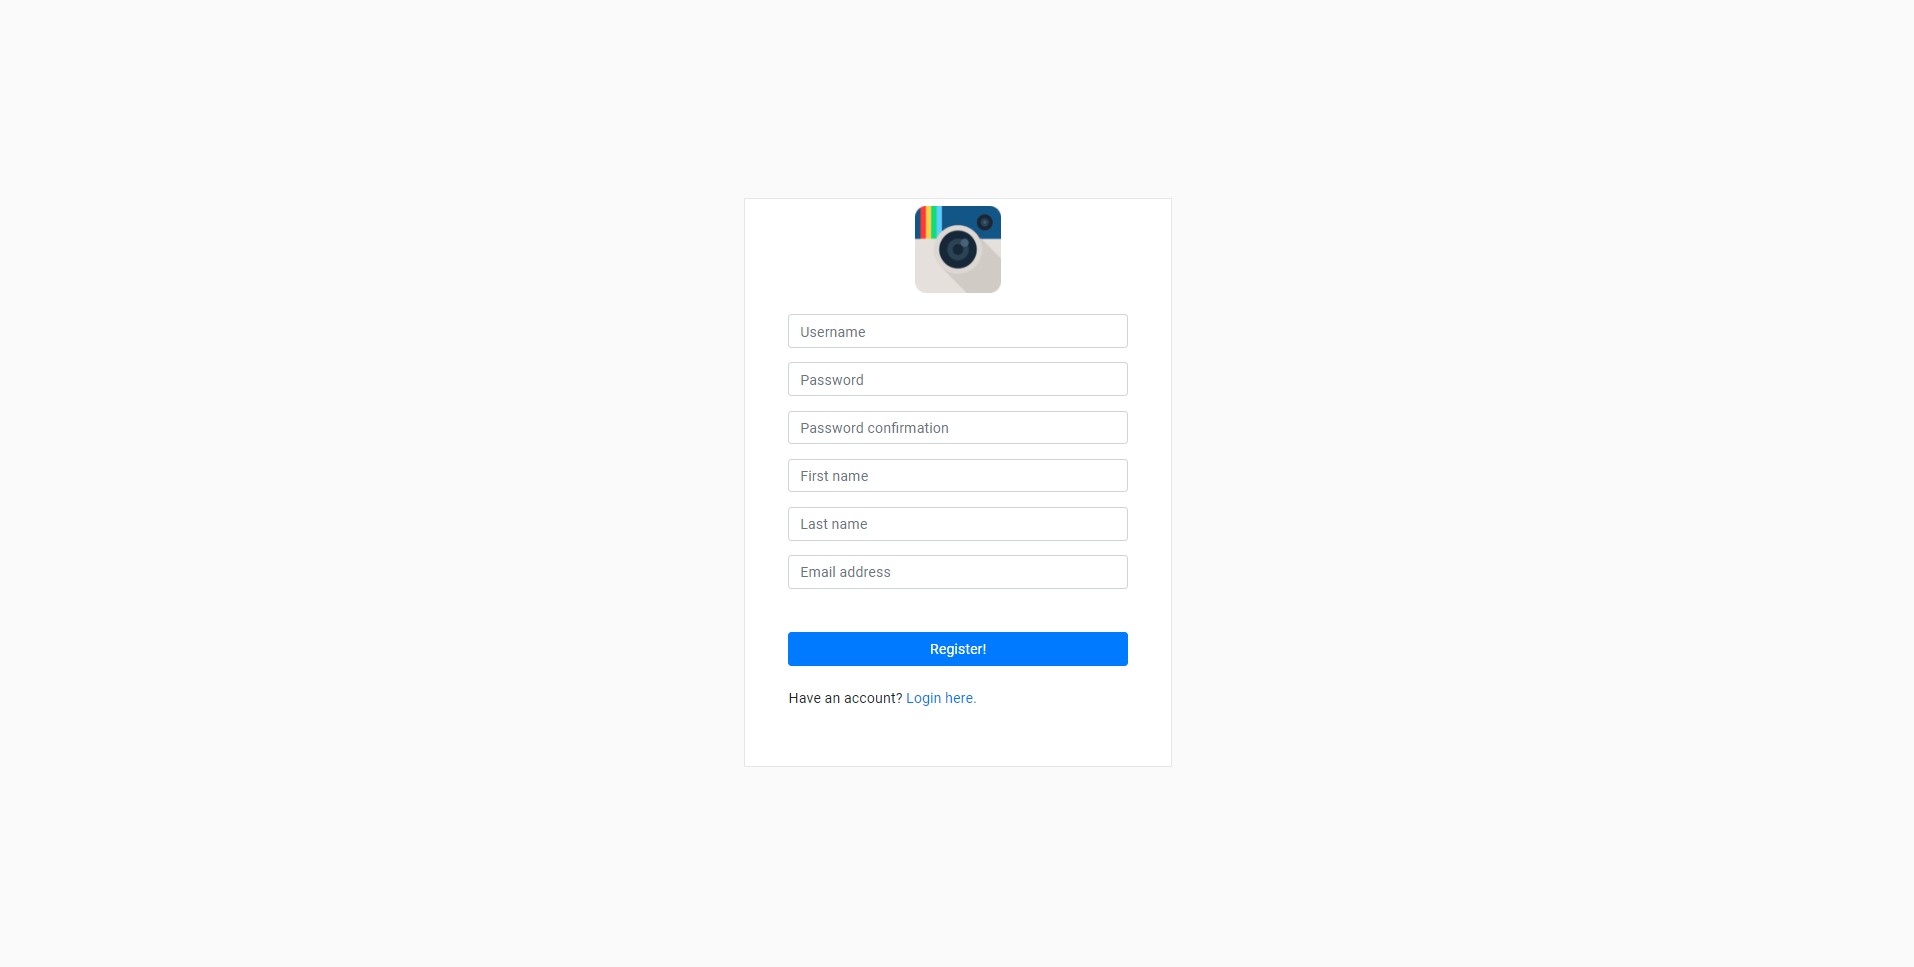 Username
Password
Password confirmation
First name
Last name
Email address
Register!
Have an account? Login here.